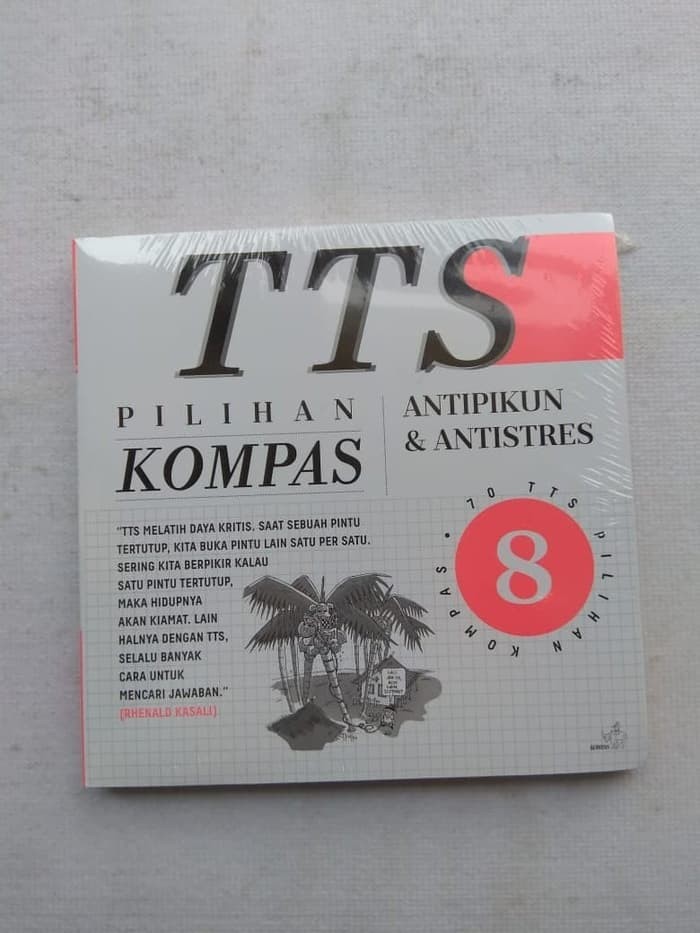 TTS
PILIHAN
KOMPAS
ANTIPIKUN
& ANTISTRES
"TTS MELATIH DAYA KRITIS. SAAT SEBUAH PINTU
TERTUTUP, KITA BUKA PINTU LAIN SATU PER SATU.
SERING KITA BERPIKIR KALAU
SATU PINTU TERTUTUP,
MAKA HIDUPNYA
AKAN KIAMAT. LAIN
HALNYA DENGAN TTS,
SELALU BANYAK
CARA UNTUK
MENCARI JAWABAN."
[RHENALD KASALI]
• 70 TTS PILIHAN KOMPAS
8